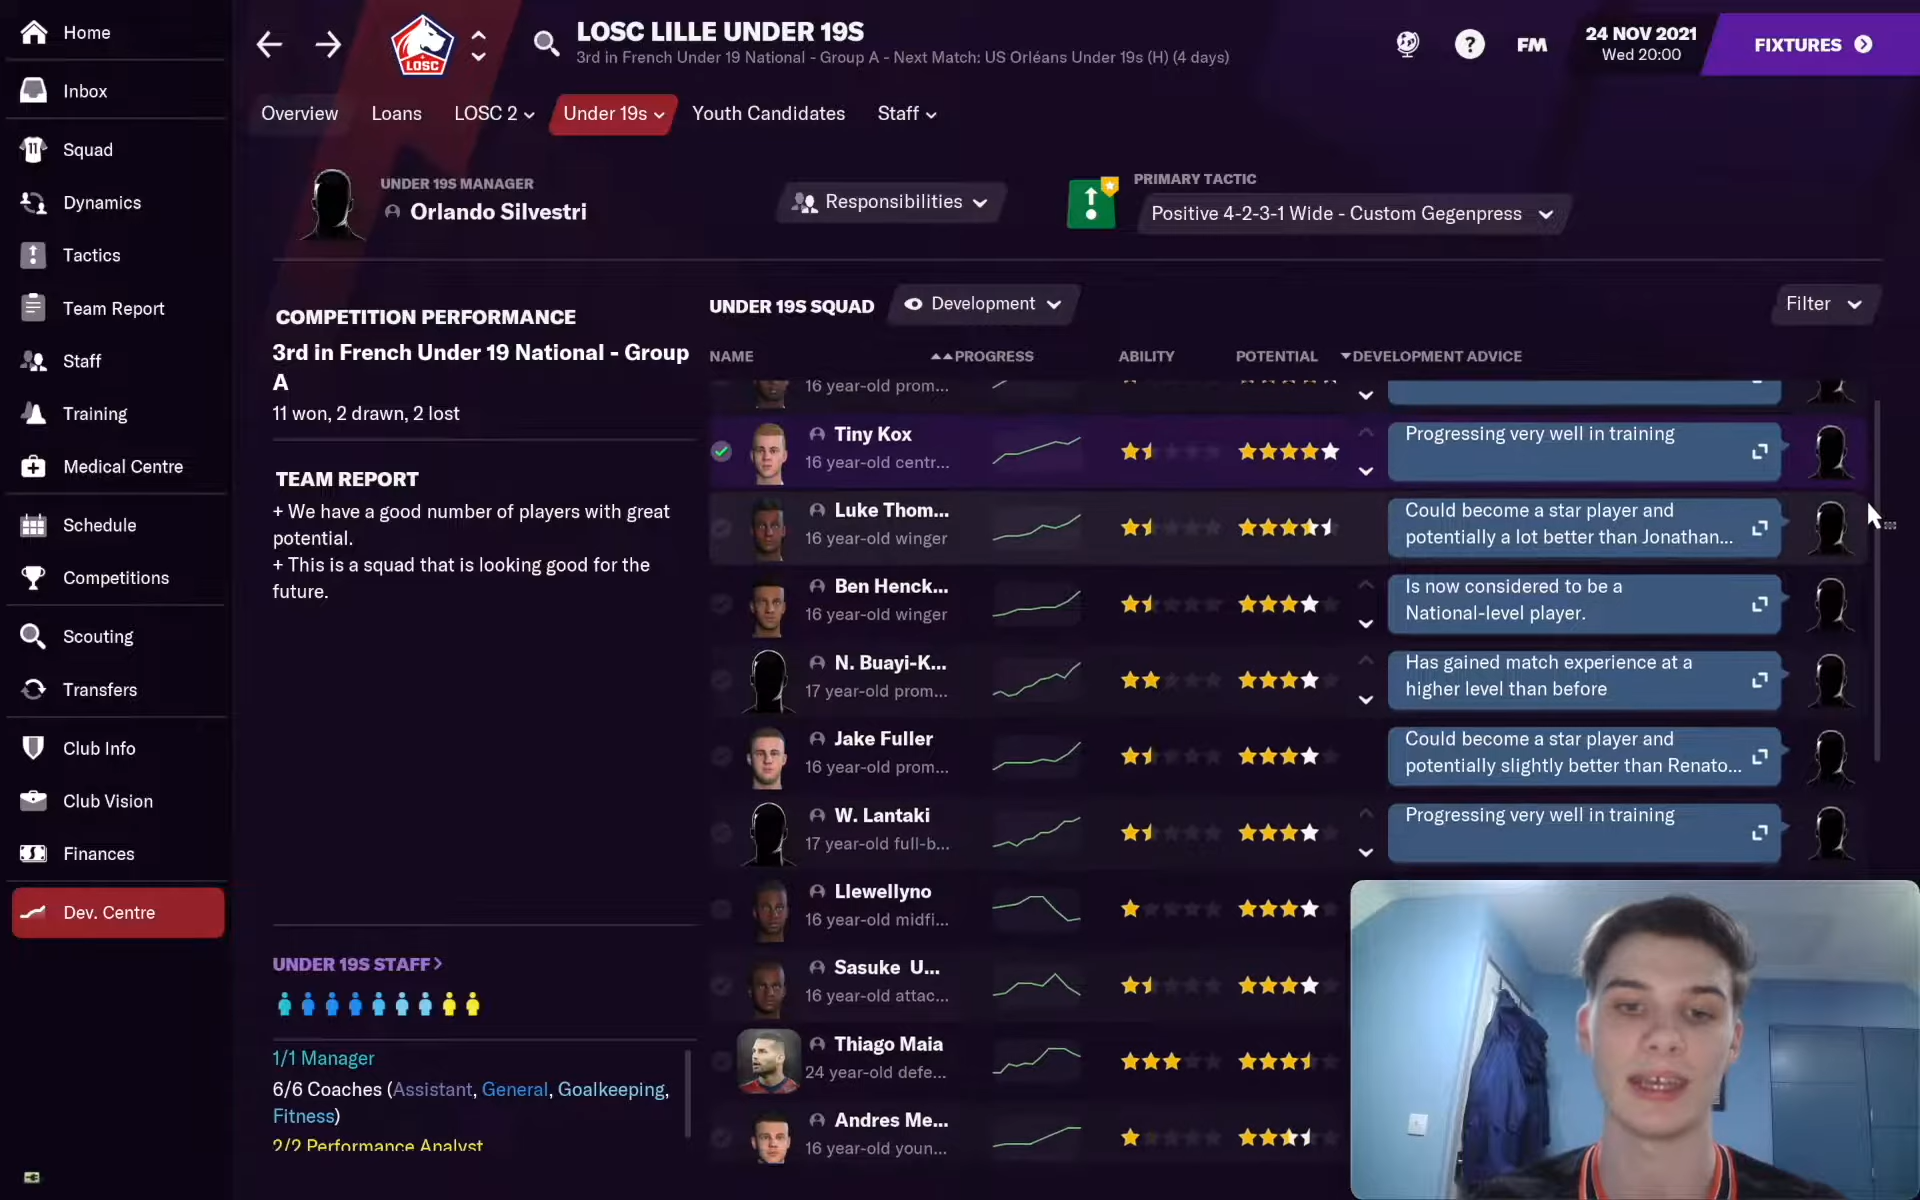 Home
Inbox
Squad
Dynamics
Tactics
Team Report
Staff
Training
Medical Centre
Schedule
Competitions
Scouting
Transfers
Club Info
Club Vision
Finances
Dev. Centre
LOSC
LOSC LILLE UNDER 19S
3rd in French Under 19 National - Group A - Next Match: US Orléans Under 19s (H) (4 days)
?
FM
24 NOV 2021
Wed 20:00
FIXTURES
Overview
Loans
LOSC 2
Under 19s
Youth Candidates
Staff
UNDER 19S MANAGER
Orlando Silvestri
Responsibilities
PRIMARY TACTIC
Positive 4-2-3-1 Wide - Custom Gegenpress
COMPETITION PERFORMANCE
3rd in French Under 19 National - Group
A
11 won, 2 drawn, 2 lost
TEAM REPORT
+ We have a good number of players with great
potential.
+ This is a squad that is looking good for the
future.
UNDER 19S STAFF
1/1 Manager
6/6 Coaches (Assistant, General, Goalkeeping,
Fitness)
2/2 Performance Analyst
UNDER 19S SQUAD
Development
Filter
NAME PROGRESS ABILITY POTENTIAL DEVELOPMENT ADVICE
16 year-old prom...
Tiny Kox
16 year-old centr...
Progressing very well in training
Luke Thom...
16 year-old winger
Could become a star player and
potentially a lot better than Jonathan...
Ben Henck...
16 year-old winger
Is now considered to be a
National-level player.
N. Buayi-K...
17 year-old prom...
Has gained match experience at a
higher level than before
Jake Fuller
16 year-old prom...
Could become a star player and
potentially slightly better than Renato...
W. Lantaki
17 year-old full-b...
Progressing very well in training
Llewellyno
16 year-old midfi...
Sasuke U...
16 year-old attac...
Thiago Maia
24 year-old defe...
Andres Me...
16 year-old youn...